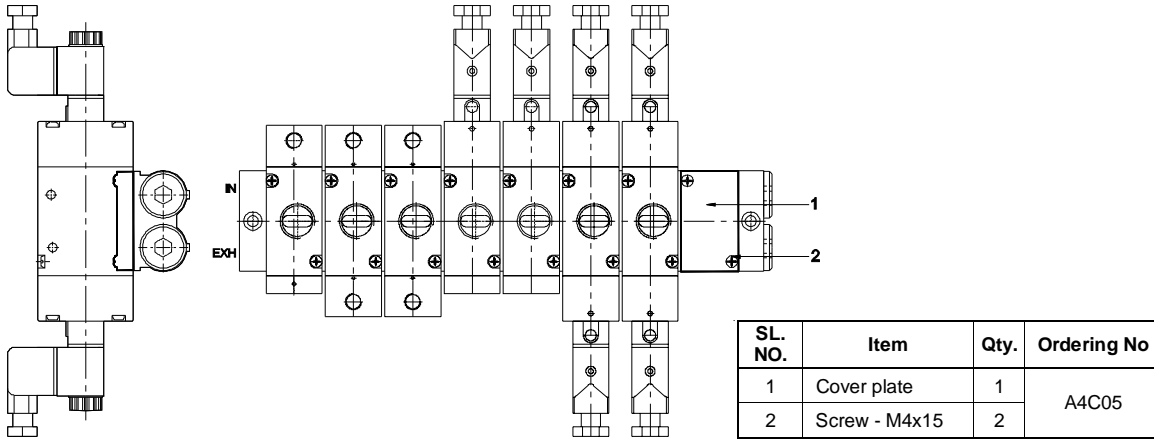 IN
1
EXH
2
SL. NO. Item Qty. Ordering No
1 Cover plate 1 A4C05
2 Screw - M4x15 2